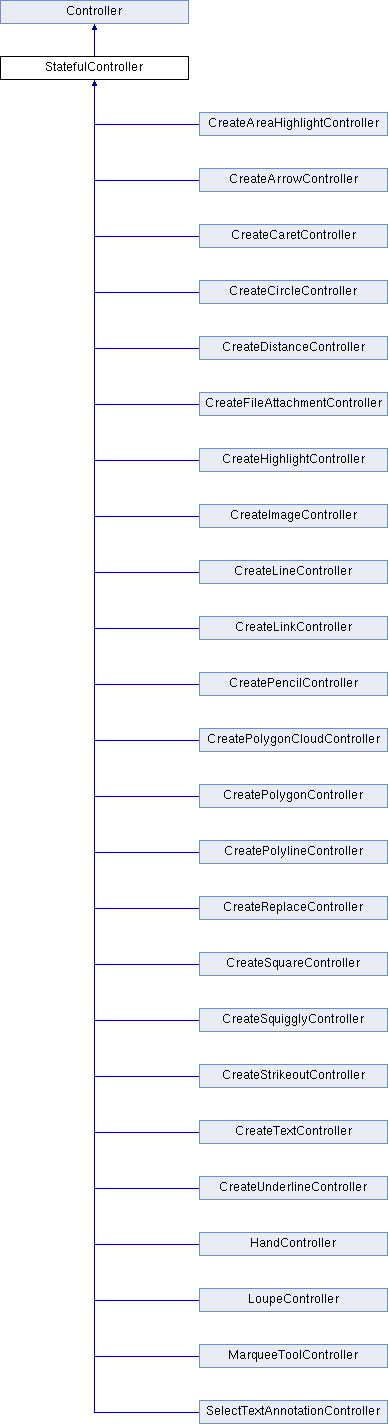 Controller
StatefulController
CreateAreaHighlightController
CreateArrowController
CreateCaretController
CreateCircleController
CreateDistanceController
CreateFileAttachmentController
CreateHighlightController
CreateImageController
CreateLineController
CreateLinkController
CreatePencilController
CreatePolygonCloudController
CreatePolygonController
CreatePolylineController
CreateReplaceController
CreateSquareController
CreateSquigglyController
CreateStrikeoutController
CreateTextController
CreateUnderlineController
HandController
LoupeController
MarqueeToolController
SelectTextAnnotationController